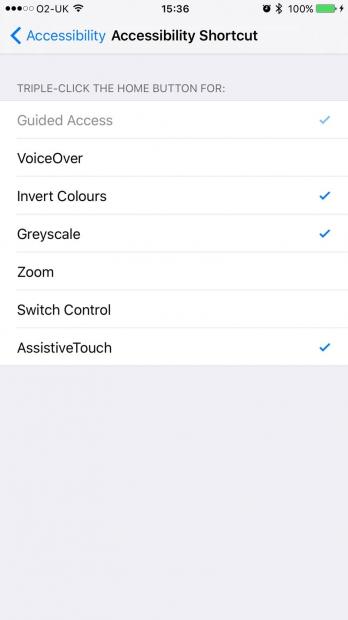 O2-UK 15:36 100%
Accessibility Accessibility Shortcut
TRIPLE-CLICK THE HOME BUTTON FOR:
Guided Access
VoiceOver
Invert Colours
Greyscale
Zoom
Switch Control
AssistiveTouch